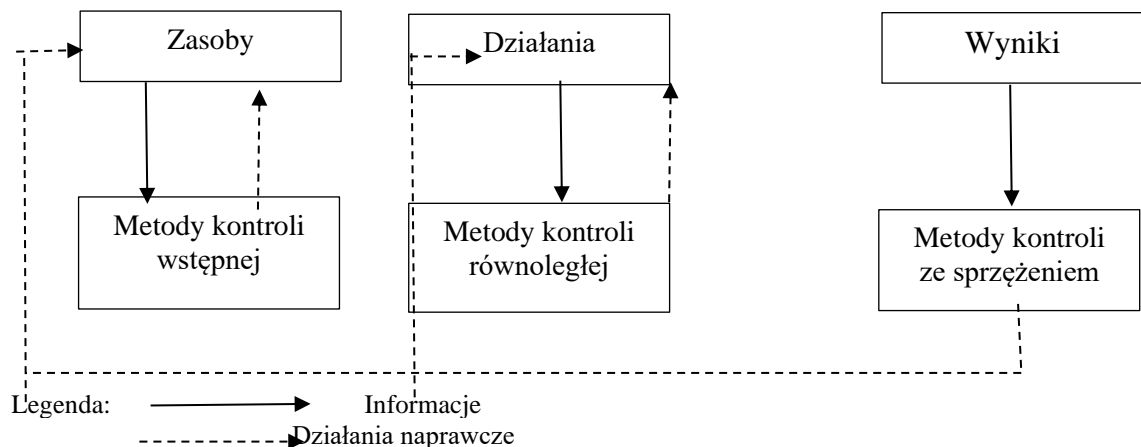 Zasoby
Działania
Wyniki
Metody kontroli
wstępnej
Metody kontroli
równoległej
Metody kontroli
ze sprzężeniem
Legenda:
Informacje
Działania naprawcze